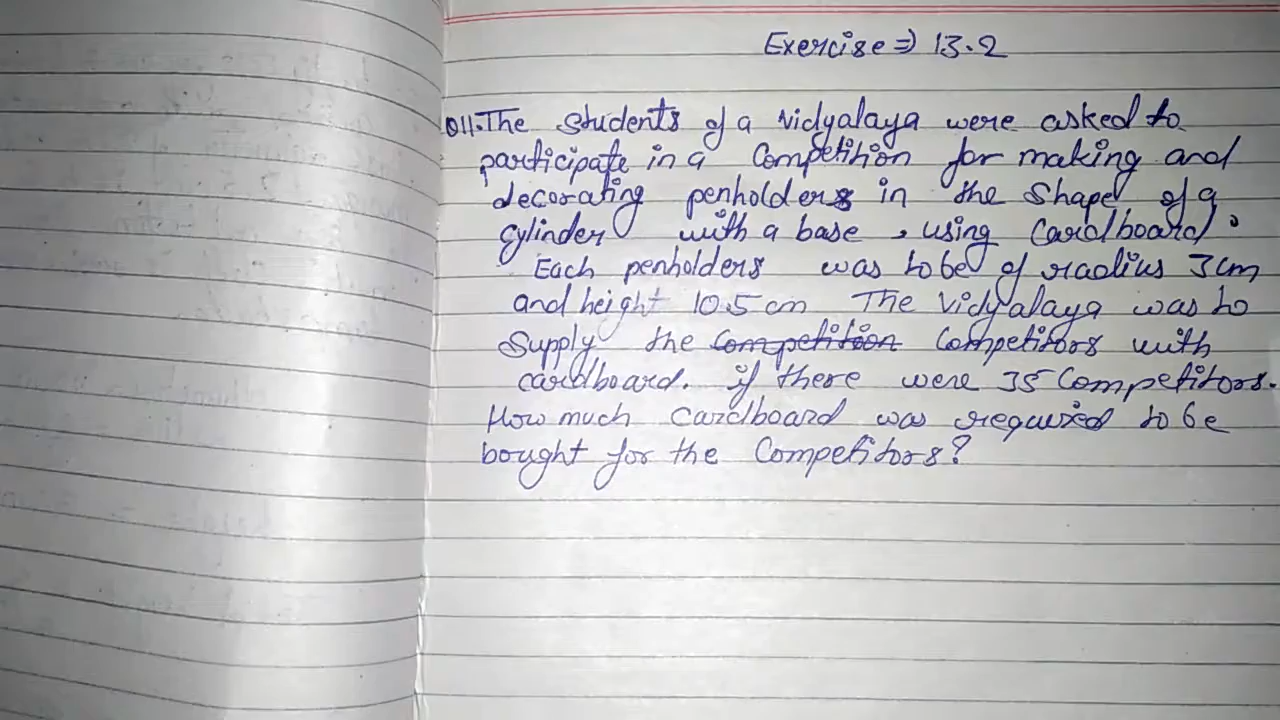 Exercise ⇒ 13.2
Q11. The students of a vidyalaya were asked to
participate in a Competition for making and
decorating penholders in the Shape of a
cylinder with a base, using Cardboard.
Each penholders was to be of radius 3 cm
and height 10.5 cm The vidyalaya was to
Supply the Competition Competitors with
cardboard. if there were 35 Competitors.
How much Cardboard was required to be
bought for the Competitors?